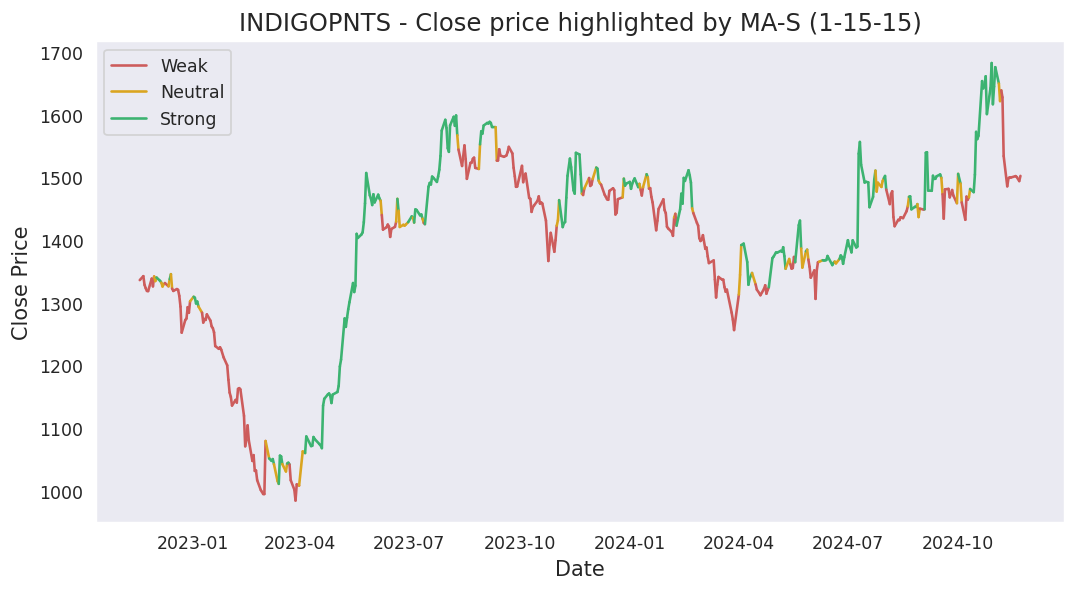 INDIGOPNTS - Close price highlighted by MA-S (1-15-15)
Weak
Neutral
Strong
Close Price
1700
1600
1500
1400
1300
1200
1100
1000
2023-01 2023-04 2023-07 2023-10 2024-01 2024-04 2024-07 2024-10
Date